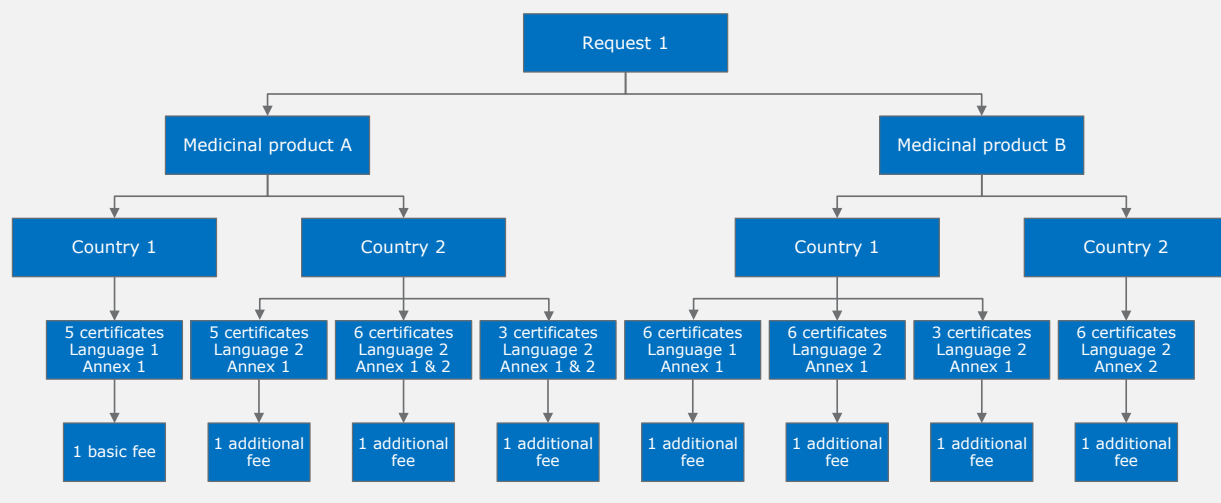 Request 1
Medicinal product A
Medicinal product B
Country 1
Country 2
Country 1
Country 2
5 certificates
Language 1
Annex 1
5 certificates
Language 2
Annex 1
6 certificates
Language 2
Annex 1 & 2
3 certificates
Language 2
Annex 1 & 2
6 certificates
Language 1
Annex 1
6 certificates
Language 2
Annex 1
3 certificates
Language 2
Annex 1
6 certificates
Language 2
Annex 2
1 basic fee
1 additional
fee
1 additional
fee
1 additional
fee
1 additional
fee
1 additional
fee
1 additional
fee
1 additional
fee